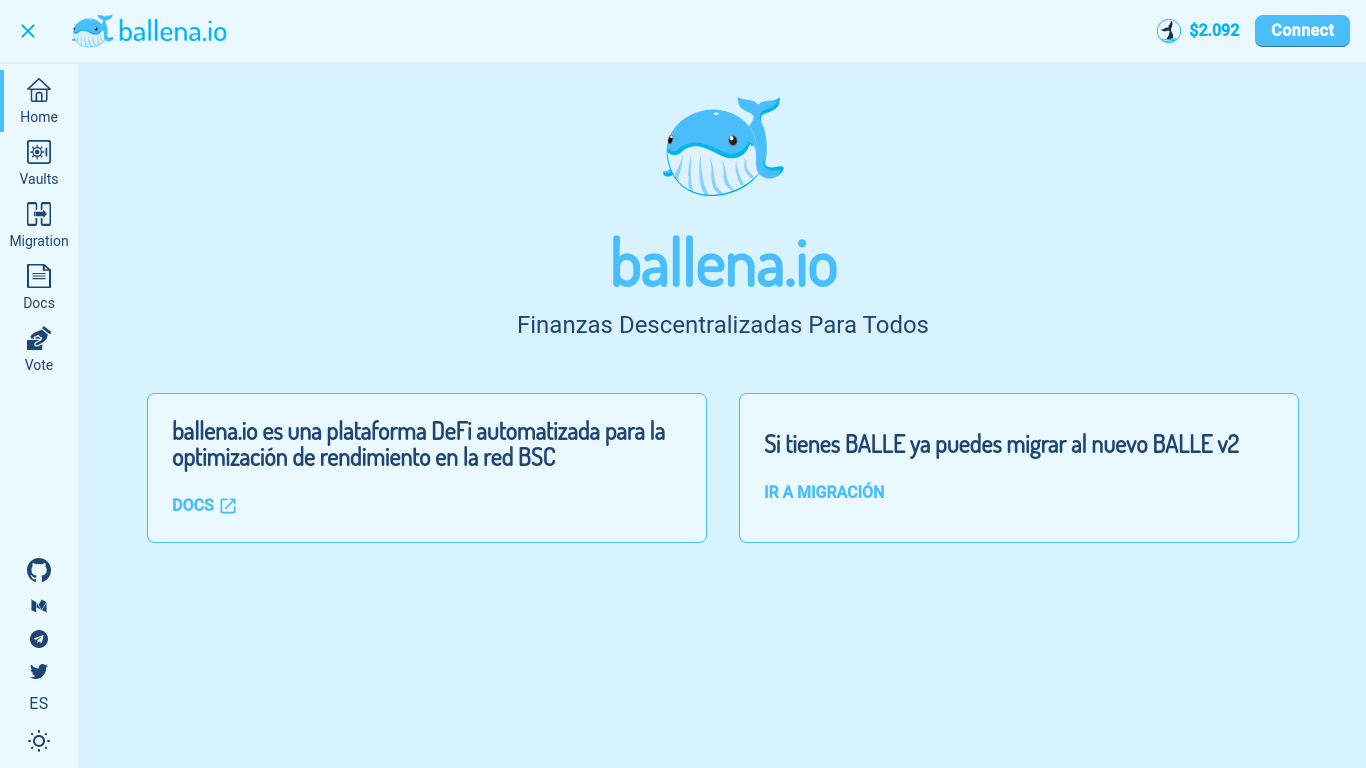 ballena.io
$2.092
Connect
Home
Vaults
Migration
Docs
Vote
ES
ballena.io
Finanzas Descentralizadas Para Todos
ballena.io es una plataforma DeFi automatizada para la
optimización de rendimiento en la red BSC
DOCS
Si tienes BALLE ya puedes migrar al nuevo BALLE v2
IR A MIGRACIÓN